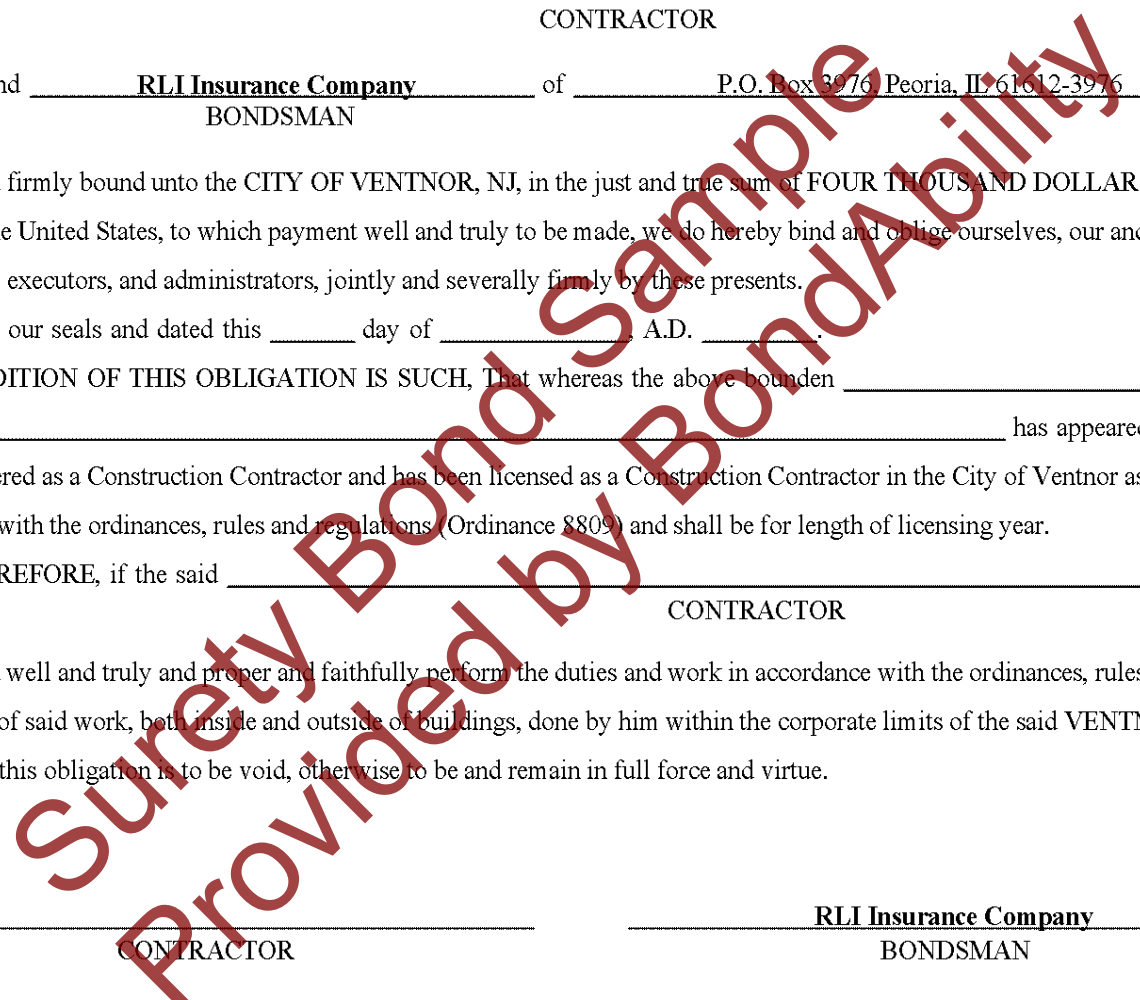 CONTRACTOR
nd RLI Insurance Company of P.O. Box 3976, Peoria, IL 61612-3976
BONDSMAN
firmly bound unto the CITY OF VENTNOR, NJ, in the just and true sum of FOUR THOUSAND DOLLAR
e United States, to which payment well and truly to be made, we do hereby bind and oblige ourselves, our and
executors, and administrators, jointly and severally firmly by these presents.
our seals and dated this ______ day of ______________, A.D. ________.
DITION OF THIS OBLIGATION IS SUCH, That whereas the above bounden
has appeared
ered as a Construction Contractor and has been licensed as a Construction Contractor in the City of Ventnor as
with the ordinances, rules and regulations (Ordinance 8809) and shall be for length of licensing year.
REFORE, if the said
CONTRACTOR
well and truly and proper and faithfully perform the duties and work in accordance with the ordinances, rules
of said work, both inside and outside of buildings, done by him within the corporate limits of the said VENTN
this obligation is to be void, otherwise to be and remain in full force and virtue.
RLI Insurance Company
CONTRACTOR BONDSMAN
Surety Bond Sample
Provided by BondAbility